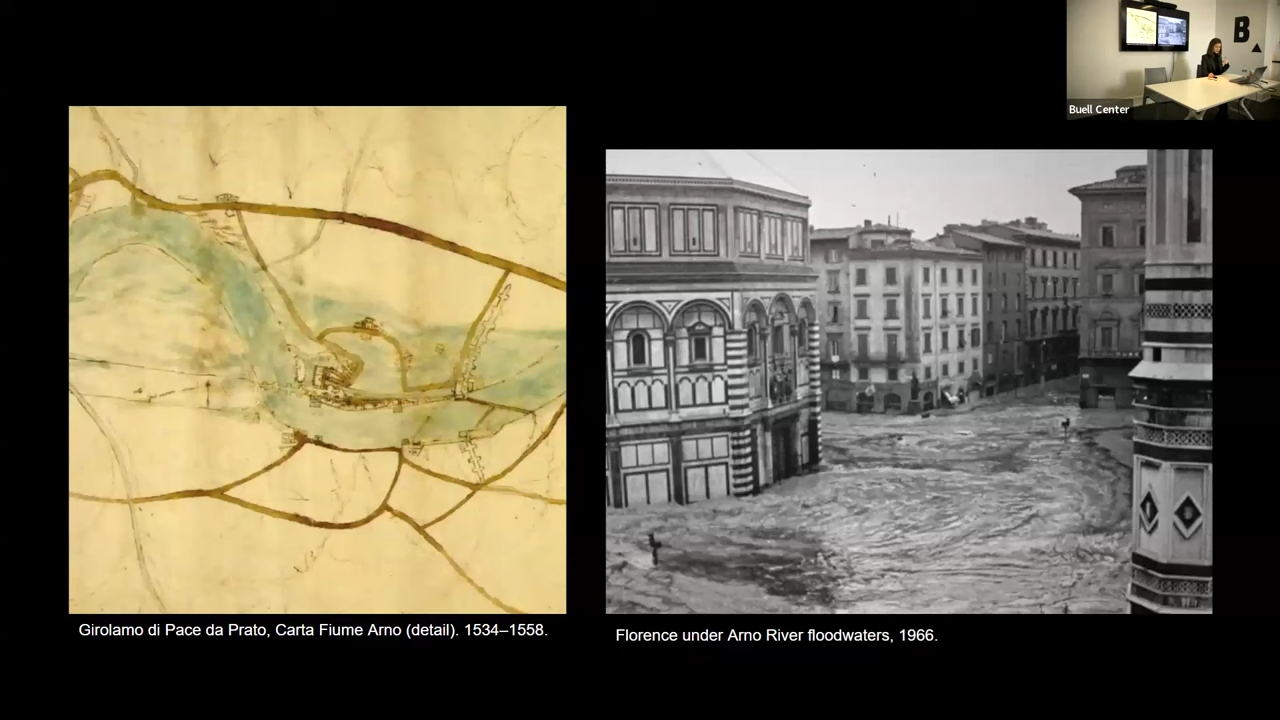 B
Buell Center
Girolamo di Pace da Prato, Carta Fiume Arno (detail). 1534–1558.
Florence under Arno River floodwaters, 1966.